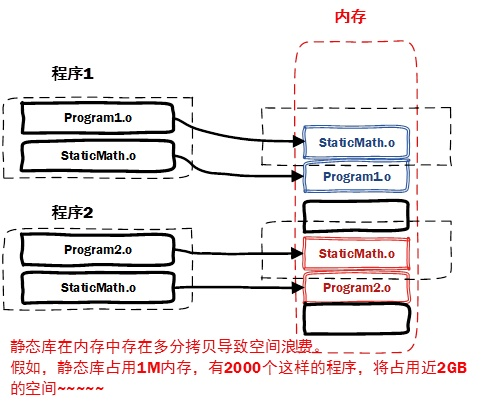 内存
程序1
Program1.o
StaticMath.o
StaticMath.o
Program1.o
程序2
Program2.o
StaticMath.o
StaticMath.o
Program2.o
静态库在内存中存在多分拷贝导致空间浪费。
假如，静态库占用1M内存，有2000个这样的程序，将占用近2GB
的空间~~~~~